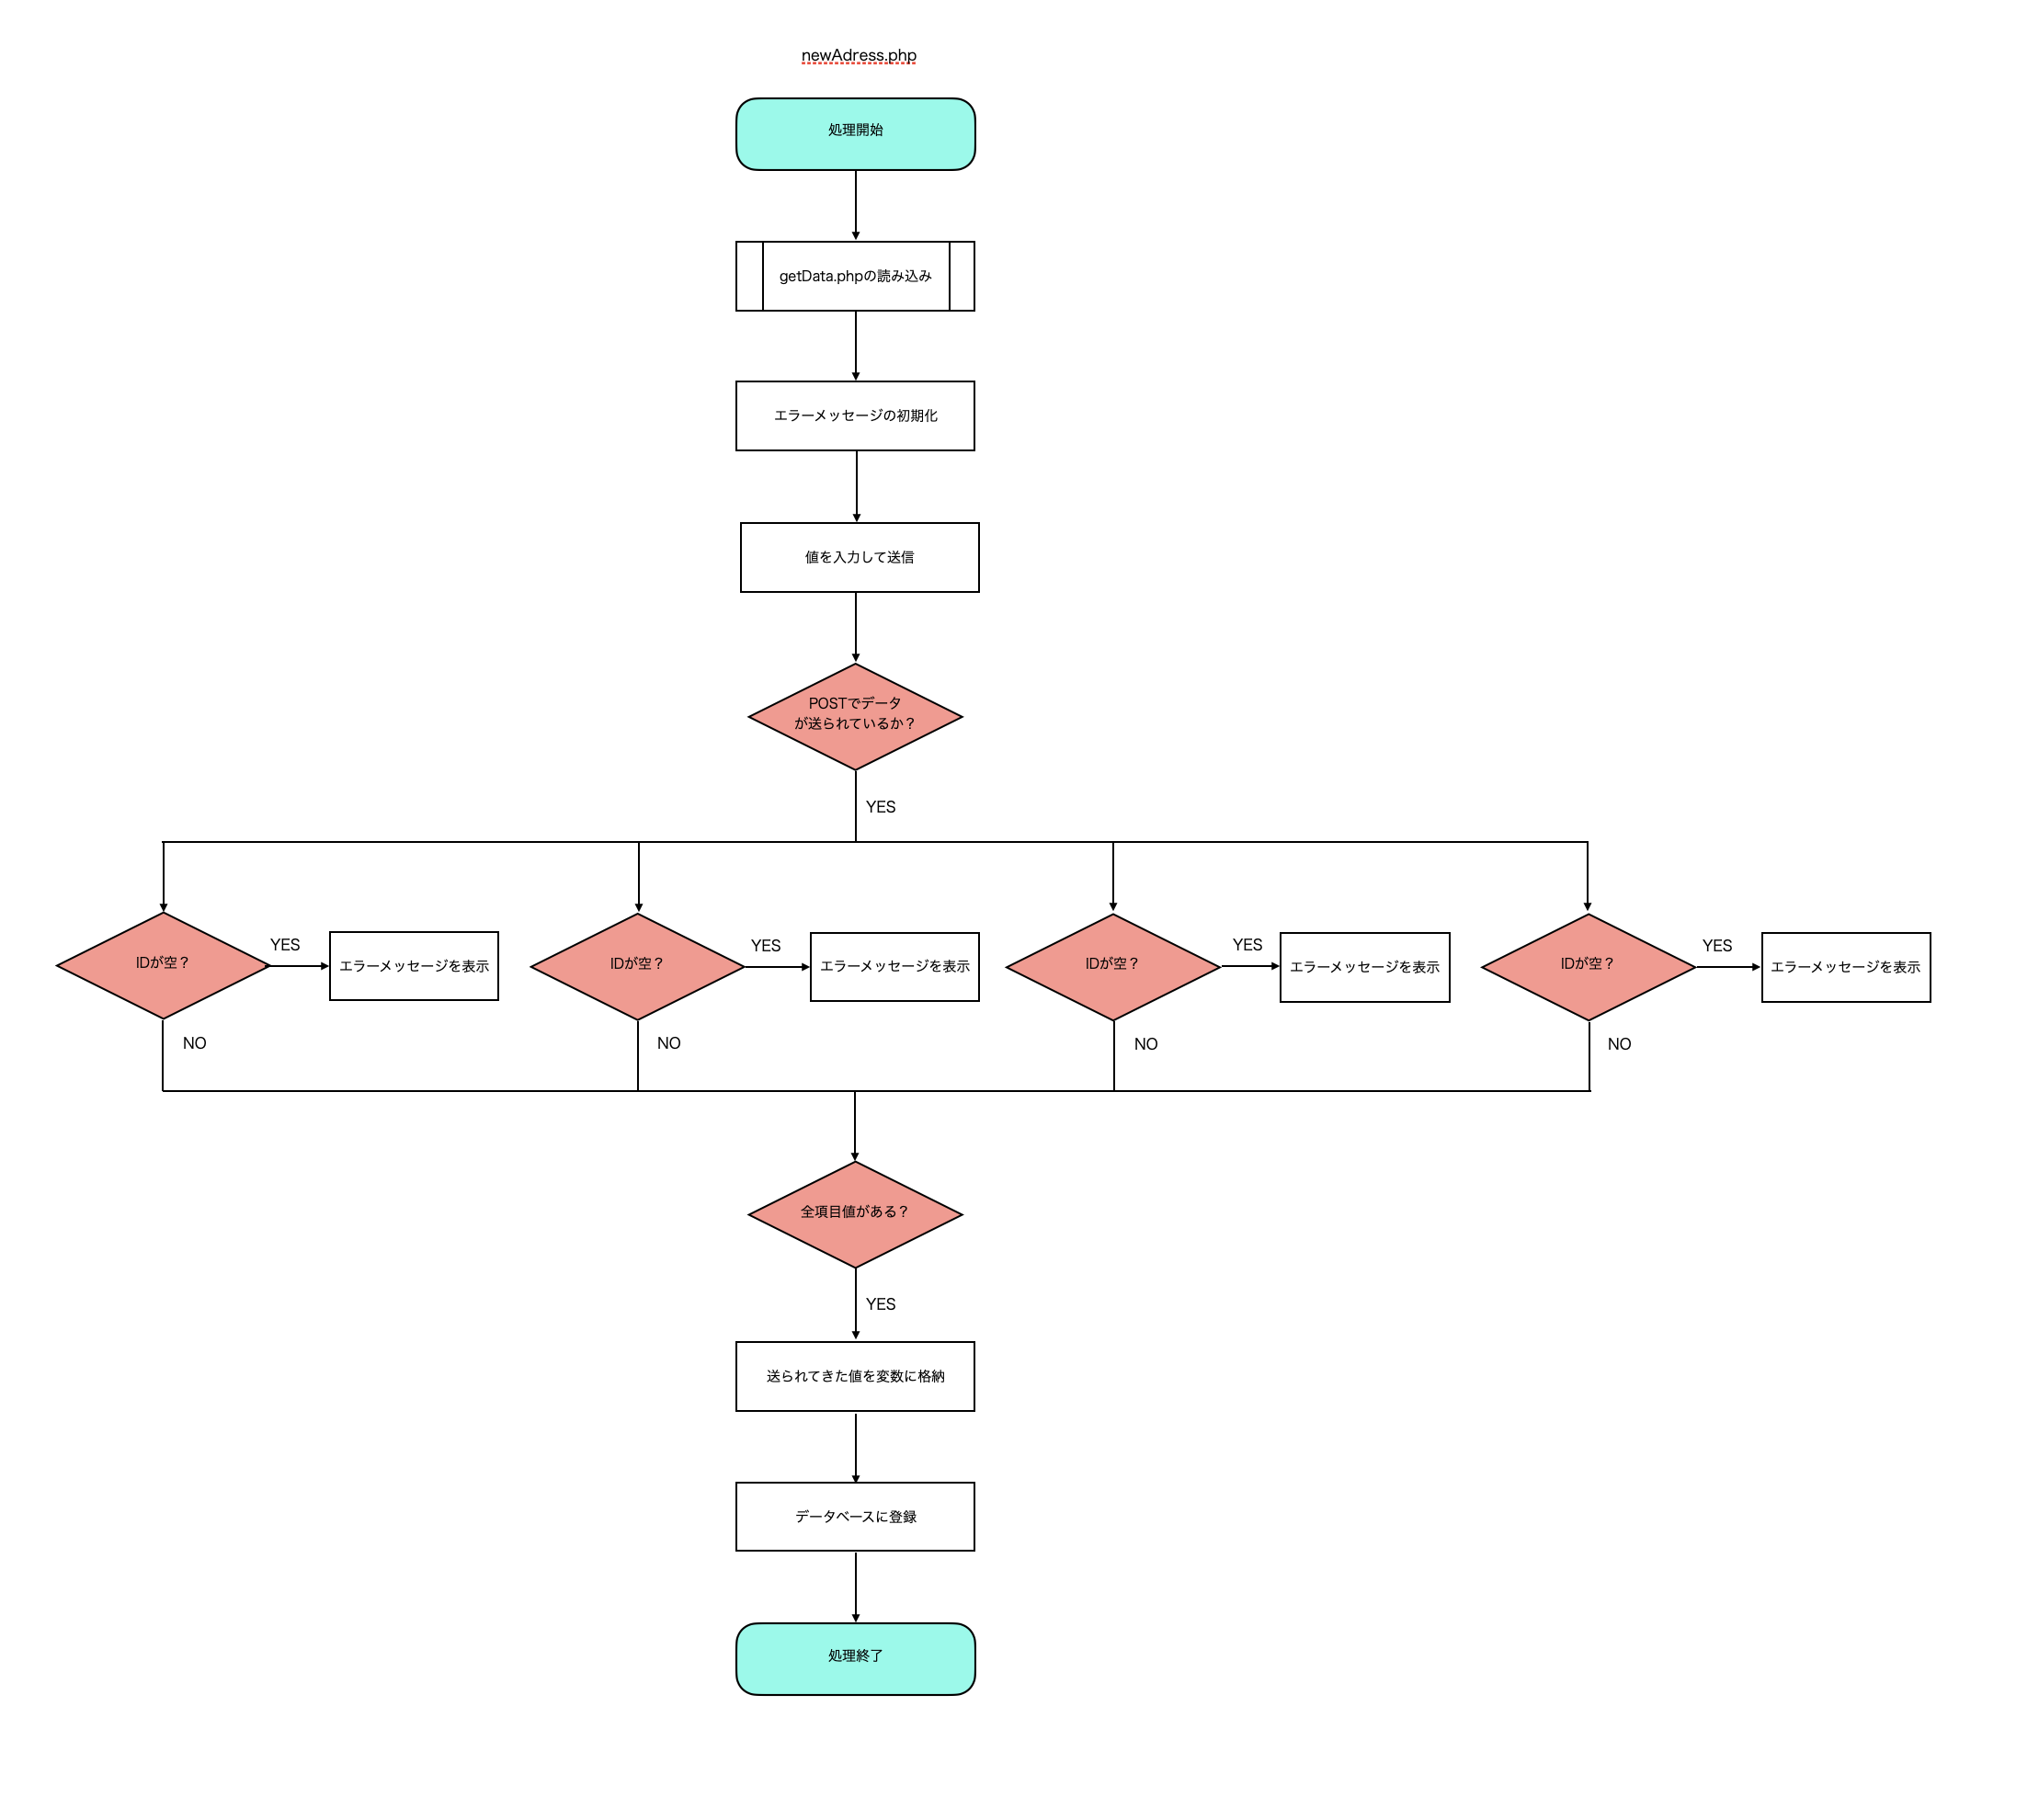 newAdress.php
処理開始
getData.phpの読み込み
エラーメッセージの初期化
値を入力して送信
POSTでデータ
が送られているか？
YES
IDが空？
YES
エラーメッセージを表示
IDが空？
YES
エラーメッセージを表示
IDが空？
YES
エラーメッセージを表示
IDが空？
YES
エラーメッセージを表示
NO
NO
NO
NO
全項目値がある？
YES
送られてきた値を変数に格納
データベースに登録
処理終了